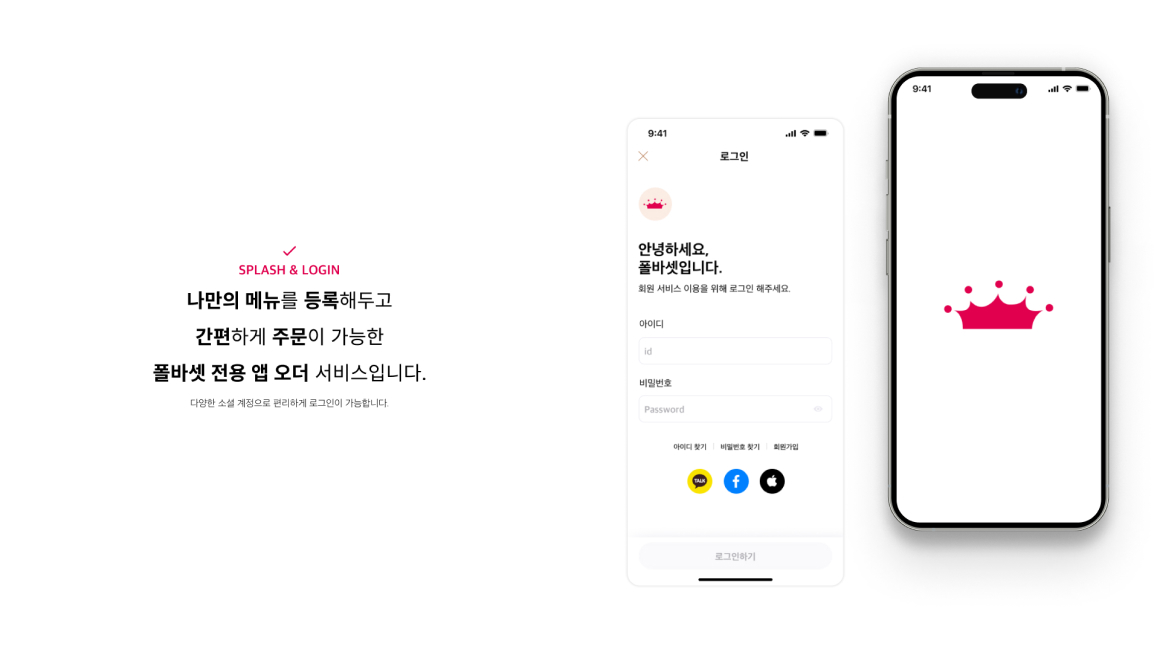 SPLASH & LOGIN
나만의 메뉴를 등록해두고
간편하게 주문이 가능한
폴바셋 전용 앱 오더 서비스입니다.
다양한 소셜 계정으로 편리하게 로그인이 가능합니다.
9:41
로그인
안녕하세요,
폴바셋입니다.
회원 서비스 이용을 위해 로그인 해주세요.
아이디
id
비밀번호
Password
아이디 찾기 비밀번호 찾기 회원가입
TALK
로그인하기
9:41